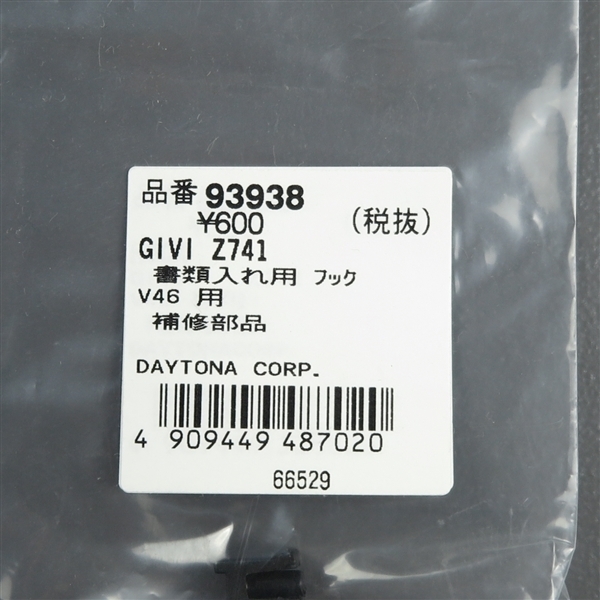 品番 93938
¥600 (税抜)
GIVI Z741
書類入れ用 フック
V46 用
補修部品
DAYTONA CORP.
4 909449 487020
66529